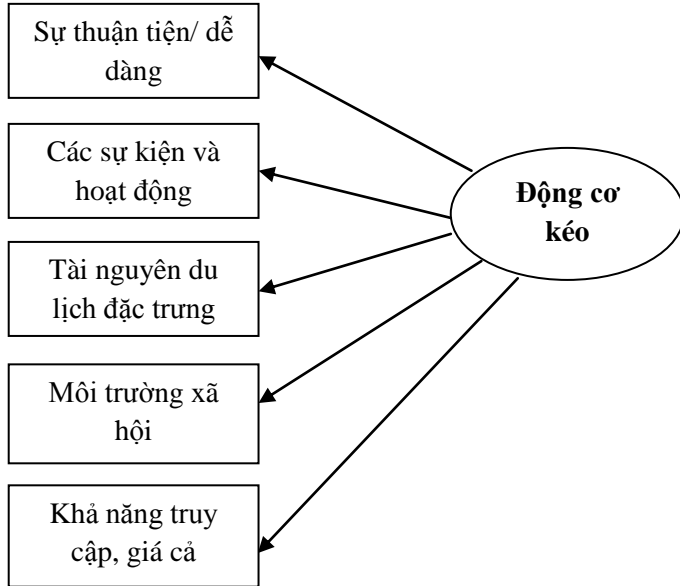 Sự thuận tiện/ dễ
dàng
Các sự kiện và
hoạt động
Động cơ
kéo
Tài nguyên du
lịch đặc trưng
Môi trường xã
hội
Khả năng truy
cập, giá cả